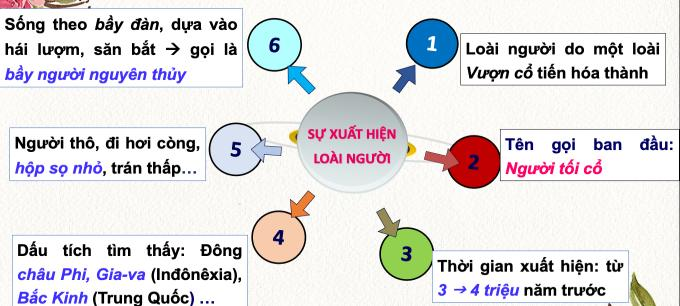 SỰ XUẤT HIỆN
LOÀI NGƯỜI
1
Loài người do một loài
Vượn cổ tiến hóa thành
2
Tên gọi ban đầu:
Người tối cổ
3
Thời gian xuất hiện: từ
3 → 4 triệu năm trước
4
Dấu tích tìm thấy: Đông
châu Phi, Gia-va (Inđônêxia),
Bắc Kinh (Trung Quốc) ...
5
Người thô, đi hơi còng,
hộp sọ nhỏ, trán thấp...
6
Sống theo bầy đàn, dựa vào
hái lượm, săn bắt → gọi là
bầy người nguyên thủy